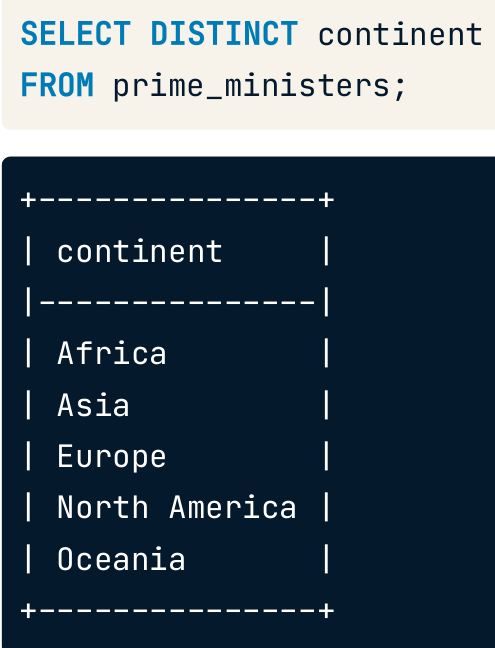 SELECT DISTINCT continent
FROM prime_ministers;
+---------------+
| continent     |
|---------------|
| Africa        |
| Asia          |
| Europe        |
| North America |
| Oceania       |
+---------------+